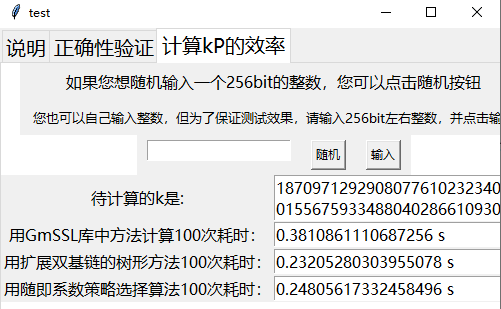 test
说明 正确性验证 计算kP的效率
如果您想随机输入一个256bit的整数，您可以点击随机按钮
您也可以自己输入整数，但为了保证测试效果，请输入256bit左右整数，并点击输
随机 输入
待计算的k是:
1870971292908077610232340
0155675933488040286610930
用GmSSL库中方法计算100次耗时： 0.3810861110687256 s
用扩展双基链的树形方法100次耗时： 0.23205280303955078 s
用随即系数策略选择算法100次耗时： 0.24805617332458496 s